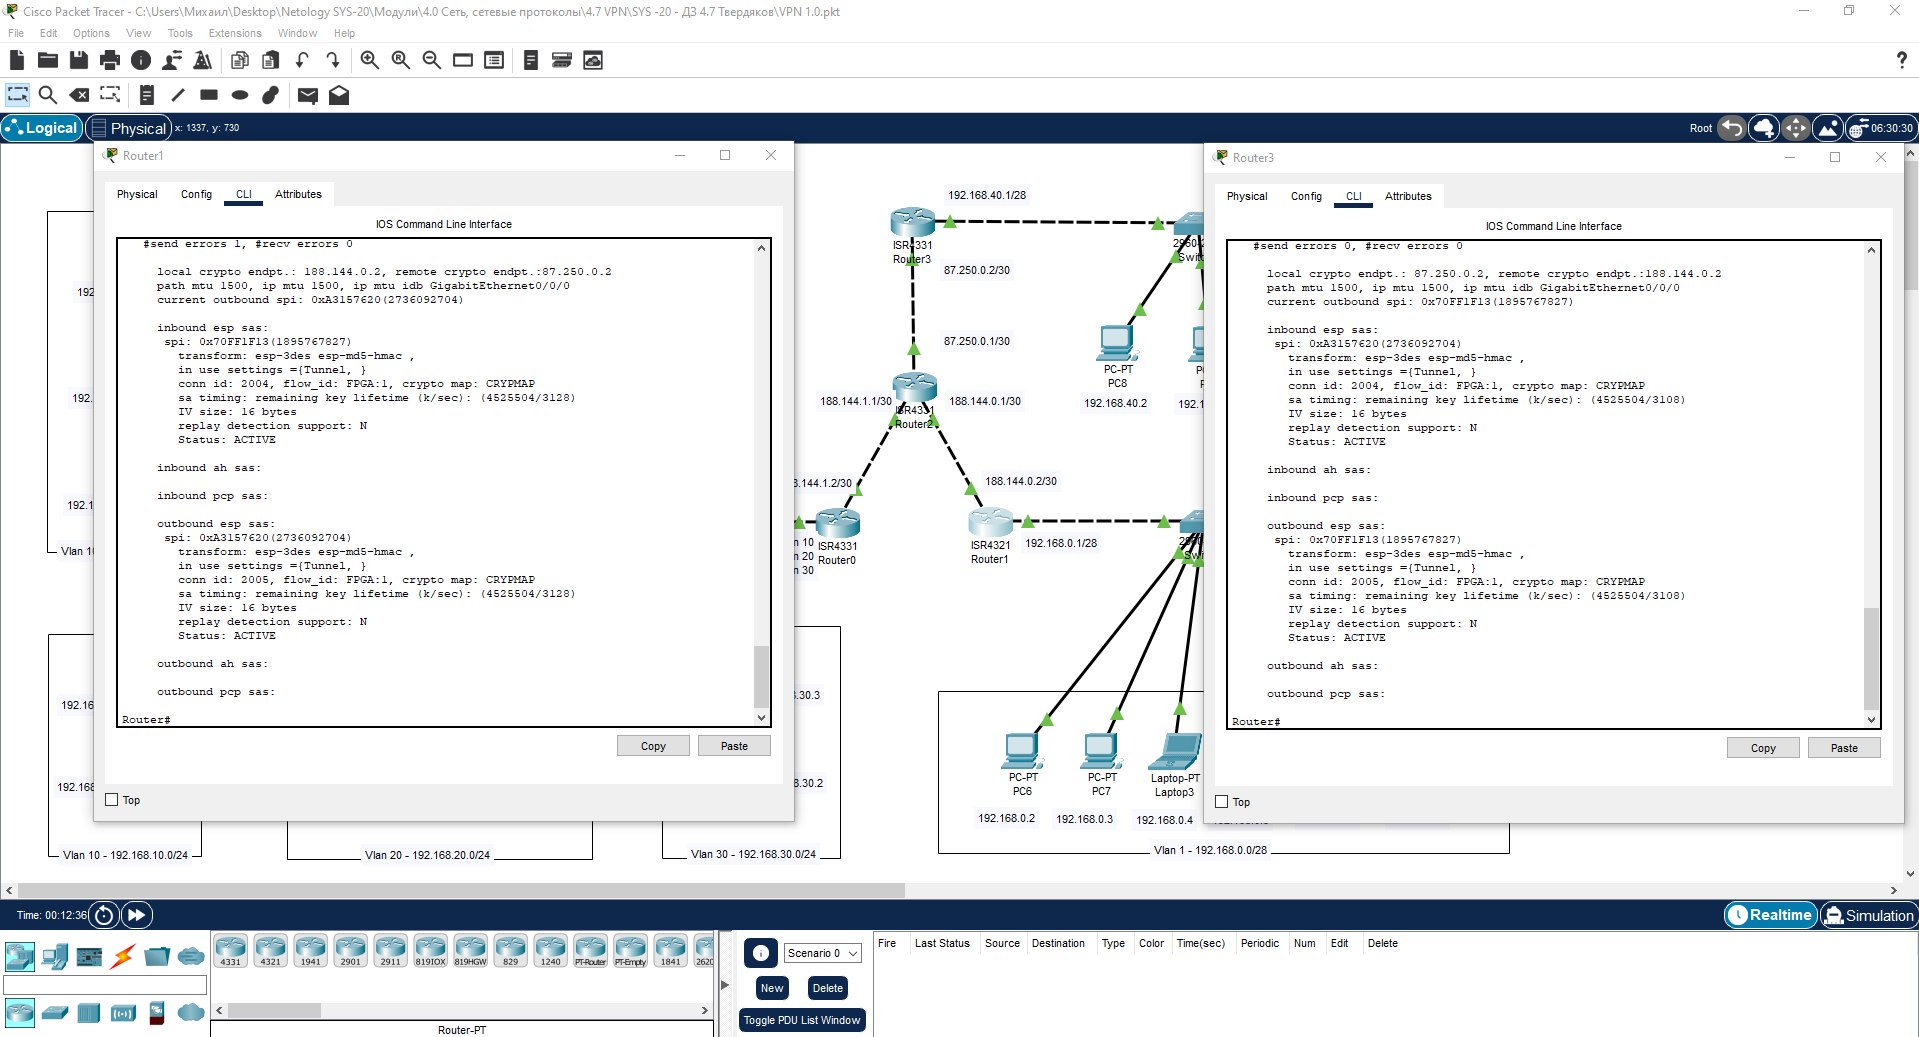 Cisco Packet Tracer - C:\Users\Михаил\Desktop\Netology SYS-20\Модули\4.0 Сеть, сетевые протоколы\4.7 VPN\SYS -20 - ДЗ 4.7 Твердяков\VPN 1.0.pkt
File Edit Options View Tools Extensions Window Help
?
Logical Physical x: 1337, y: 730
Root 06:30:30
Router1
Physical Config CLI Attributes
IOS Command Line Interface
#send errors 1, #recv errors 0
local crypto endpt.: 188.144.0.2, remote crypto endpt.:87.250.0.2
path mtu 1500, ip mtu 1500, ip mtu idb GigabitEthernet0/0/0
current outbound spi: 0xA3157620(2736092704)
inbound esp sas:
spi: 0x70FF1F13(1895767827)
transform: esp-3des esp-md5-hmac ,
in use settings ={Tunnel, }
conn id: 2004, flow_id: FPGA:1, crypto map: CRYPMAP
sa timing: remaining key lifetime (k/sec): (4525504/3128)
IV size: 16 bytes
replay detection support: N
Status: ACTIVE
inbound ah sas:
inbound pcp sas:
outbound esp sas:
spi: 0xA3157620(2736092704)
transform: esp-3des esp-md5-hmac ,
in use settings ={Tunnel, }
conn id: 2005, flow_id: FPGA:1, crypto map: CRYPMAP
sa timing: remaining key lifetime (k/sec): (4525504/3128)
IV size: 16 bytes
replay detection support: N
Status: ACTIVE
outbound ah sas:
outbound pcp sas:
Router#
Copy Paste
Top
192.168.40.1/28
ISR4331
Router3
87.250.0.2/30
87.250.0.1/30
188.144.1.1/30
188.144.0.1/30
ISR4331
Router2
188.144.0.2/30
ISR4331
Router0
ISR4321
Router1
192.168.0.1/28
PC-PT
PC8
192.168.40.2
PC-PT
PC6
PC-PT
PC7
Laptop-PT
Laptop3
192.168.0.2
192.168.0.3
192.168.0.4
Vlan 10 - 192.168.10.0/24
Vlan 20 - 192.168.20.0/24
Vlan 30 - 192.168.30.0/24
Vlan 1 - 192.168.0.0/28
Router3
Physical Config CLI Attributes
IOS Command Line Interface
#send errors 0, #recv errors 0
local crypto endpt.: 87.250.0.2, remote crypto endpt.:188.144.0.2
path mtu 1500, ip mtu 1500, ip mtu idb GigabitEthernet0/0/0
current outbound spi: 0x70FF1F13(1895767827)
inbound esp sas:
spi: 0xA3157620(2736092704)
transform: esp-3des esp-md5-hmac ,
in use settings ={Tunnel, }
conn id: 2004, flow_id: FPGA:1, crypto map: CRYPMAP
sa timing: remaining key lifetime (k/sec): (4525504/3108)
IV size: 16 bytes
replay detection support: N
Status: ACTIVE
inbound ah sas:
inbound pcp sas:
outbound esp sas:
spi: 0x70FF1F13(1895767827)
transform: esp-3des esp-md5-hmac ,
in use settings ={Tunnel, }
conn id: 2005, flow_id: FPGA:1, crypto map: CRYPMAP
sa timing: remaining key lifetime (k/sec): (4525504/3108)
IV size: 16 bytes
replay detection support: N
Status: ACTIVE
outbound ah sas:
outbound pcp sas:
Router#
Copy Paste
Top
Time: 00:12:36
Realtime Simulation
4331 4321 1941 2901 2911 819IOX 819HGW 829 1240 PT-Router PT-Empty 1841 2620
Router-PT
Scenario 0
New Delete
Toggle PDU List Window
Fire Last Status Source Destination Type Color Time(sec) Periodic Num Edit Delete